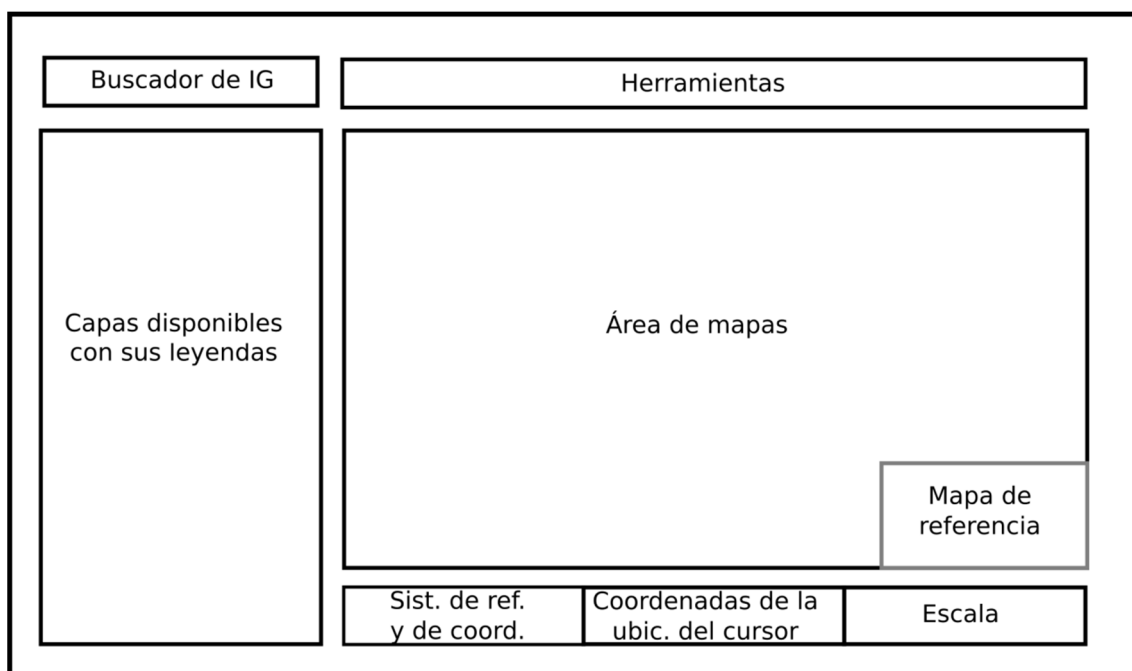 Buscador de IG
Herramíentas
Capas disponibles
con sus leyendas
Área de mapas
Mapa de
referencia
Sist. de ref.
y de coord.
Coordenadas de la
ubic. del cursor
Escala